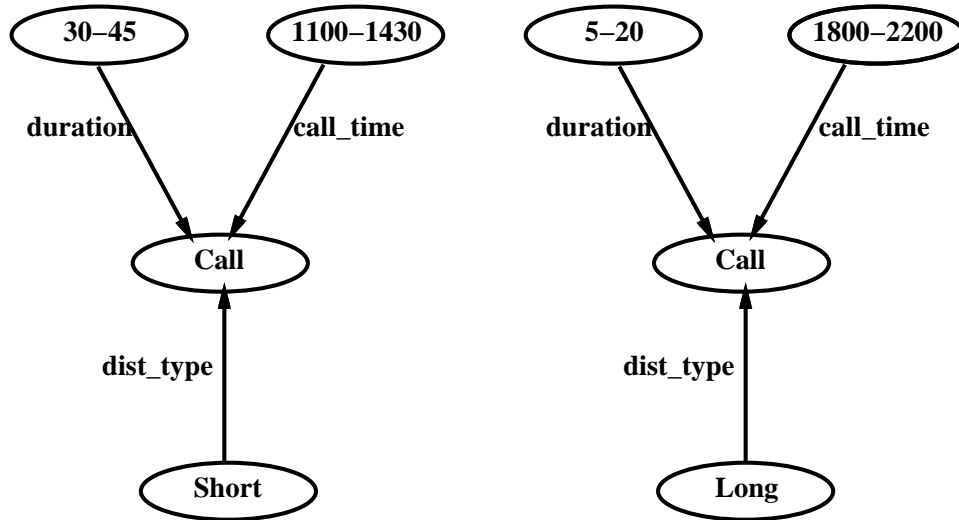 30−45
1100−1430
duration
call_time
Call
dist_type
Short
5−20
1800−2200
duration
call_time
Call
dist_type
Long